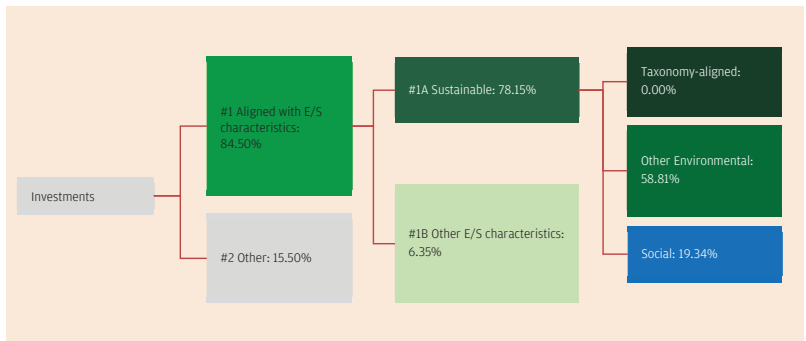 Investments
#1 Aligned with E/S
characteristics:
84.50%
#2 Other: 15.50%
#1A Sustainable: 78.15%
#1B Other E/S characteristics:
6.35%
Taxonomy-aligned:
0.00%
Other Environmental:
58.81%
Social: 19.34%